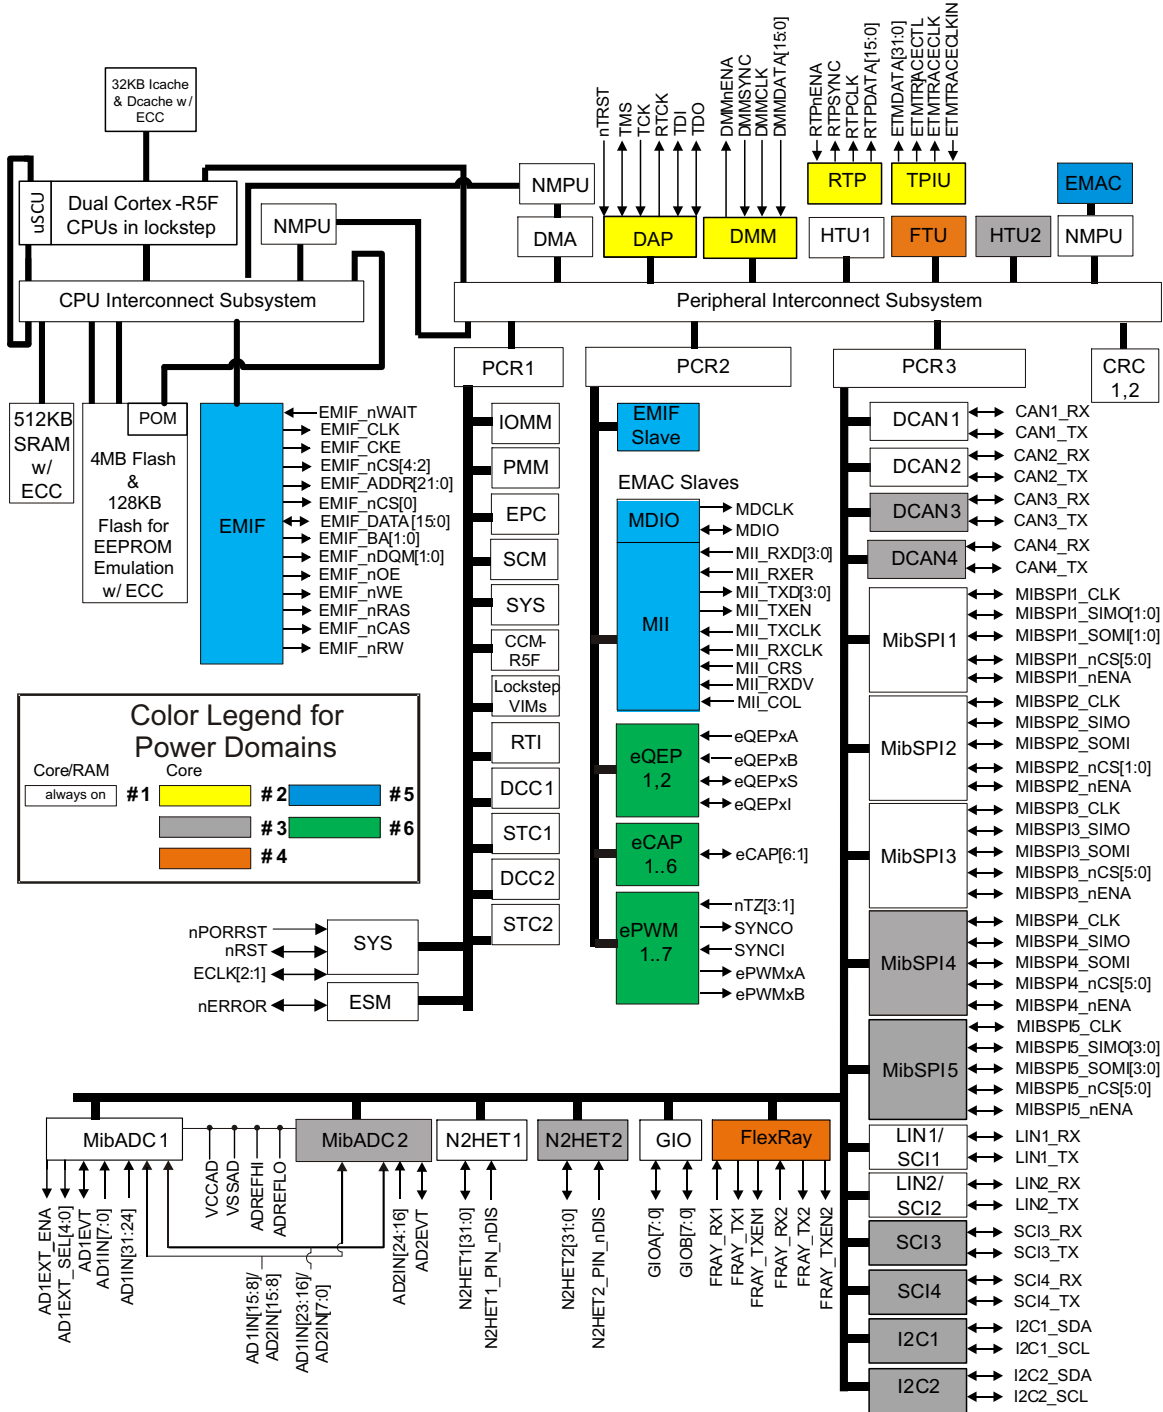 32KB Icache
& Dcache w/
ECC
uSCU
Dual Cortex -R5F
CPUs in lockstep
NMPU
CPU Interconnect Subsystem
NMPU
DMA
nTRST
TMS
TCK
RTCK
TDI
TDO
DAP
DMMnENA
DMMSYNC
DMMCLK
DMMDATA[15:0]
DMM
RTPnENA
RTPSYNC
RTPCLK
RTPDATA[15:0]
RTP
HTU1
ETMDATA[31:0]
ETMTRACECTL
ETMTRACECLK
ETMTRACECLKIN
TPIU
FTU
HTU2
EMAC
NMPU
Peripheral Interconnect Subsystem
PCR1
PCR2
PCR3
CRC
1,2
512KB
SRAM
w/
ECC
POM
4MB Flash
&
128KB
Flash for
EEPROM
Emulation
w/ ECC
EMIF
EMIF_nWAIT
EMIF_CLK
EMIF_CKE
EMIF_nCS[4:2]
EMIF_ADDR[21:0]
EMIF_nCS[0]
EMIF_DATA[15:0]
EMIF_BA[1:0]
EMIF_nDQM[1:0]
EMIF_nOE
EMIF_nWE
EMIF_nRAS
EMIF_nCAS
EMIF_nRW
IOMM
PMM
EPC
SCM
SYS
CCM-
R5F
Lockstep
VIMs
RTI
DCC1
STC1
DCC2
STC2
EMIF
Slave
EMAC Slaves
MDIO
MDCLK
MDIO
MII
MII_RXD[3:0]
MII_RXER
MII_TXD[3:0]
MII_TXEN
MII_TXCLK
MII_RXCLK
MII_CRS
MII_RXDV
MII_COL
eQEP
1,2
eQEPxA
eQEPxB
eQEPxS
eQEPxI
eCAP
1..6
eCAP[6:1]
ePWM
1..7
nTZ[3:1]
SYNCO
SYNCI
ePWMxA
ePWMxB
DCAN1
CAN1_RX
CAN1_TX
DCAN2
CAN2_RX
CAN2_TX
DCAN3
CAN3_RX
CAN3_TX
DCAN4
CAN4_RX
CAN4_TX
MibSPI1
MIBSPI1_CLK
MIBSPI1_SIMO[1:0]
MIBSPI1_SOMI[1:0]
MIBSPI1_nCS[5:0]
MIBSPI1_nENA
MibSPI2
MIBSPI2_CLK
MIBSPI2_SIMO
MIBSPI2_SOMI
MIBSPI2_nCS[1:0]
MIBSPI2_nENA
MibSPI3
MIBSPI3_CLK
MIBSPI3_SIMO
MIBSPI3_SOMI
MIBSPI3_nCS[5:0]
MIBSPI3_nENA
MibSPI4
MIBSPI4_CLK
MIBSPI4_SIMO
MIBSPI4_SOMI
MIBSPI4_nCS[5:0]
MIBSPI4_nENA
MibSPI5
MIBSPI5_CLK
MIBSPI5_SIMO[3:0]
MIBSPI5_SOMI[3:0]
MIBSPI5_nCS[5:0]
MIBSPI5_nENA
LIN1/
SCI1
LIN1_RX
LIN1_TX
LIN2/
SCI2
LIN2_RX
LIN2_TX
SCI3
SCI3_RX
SCI3_TX
SCI4
SCI4_RX
SCI4_TX
I2C1
I2C1_SDA
I2C1_SCL
I2C2
I2C2_SDA
I2C2_SCL
Color Legend for
Power Domains
Core/RAM
Core
always on
#1
#2
#5
#3
#6
#4
nPORRST
nRST
ECLK[2:1]
SYS
nERROR
ESM
MibADC1
VCCAD
VSSAD
ADREFHI
ADREFLO
MibADC2
N2HET1
N2HET2
GIO
FlexRay
AD1EXT_ENA
AD1EXT_SEL[4:0]
AD1EVT
AD1IN[7:0]
AD1IN[31:24]
AD1IN[15:8]/
AD2IN[15:8]
AD1IN[23:16]/
AD2IN[7:0]
AD2IN[24:16]
AD2EVT
N2HET1[31:0]
N2HET1_PIN_nDIS
N2HET2[31:0]
N2HET2_PIN_nDIS
GIOA[7:0]
GIOB[7:0]
FRAY_RX1
FRAY_TX1
FRAY_TXEN1
FRAY_RX2
FRAY_TX2
FRAY_TXEN2